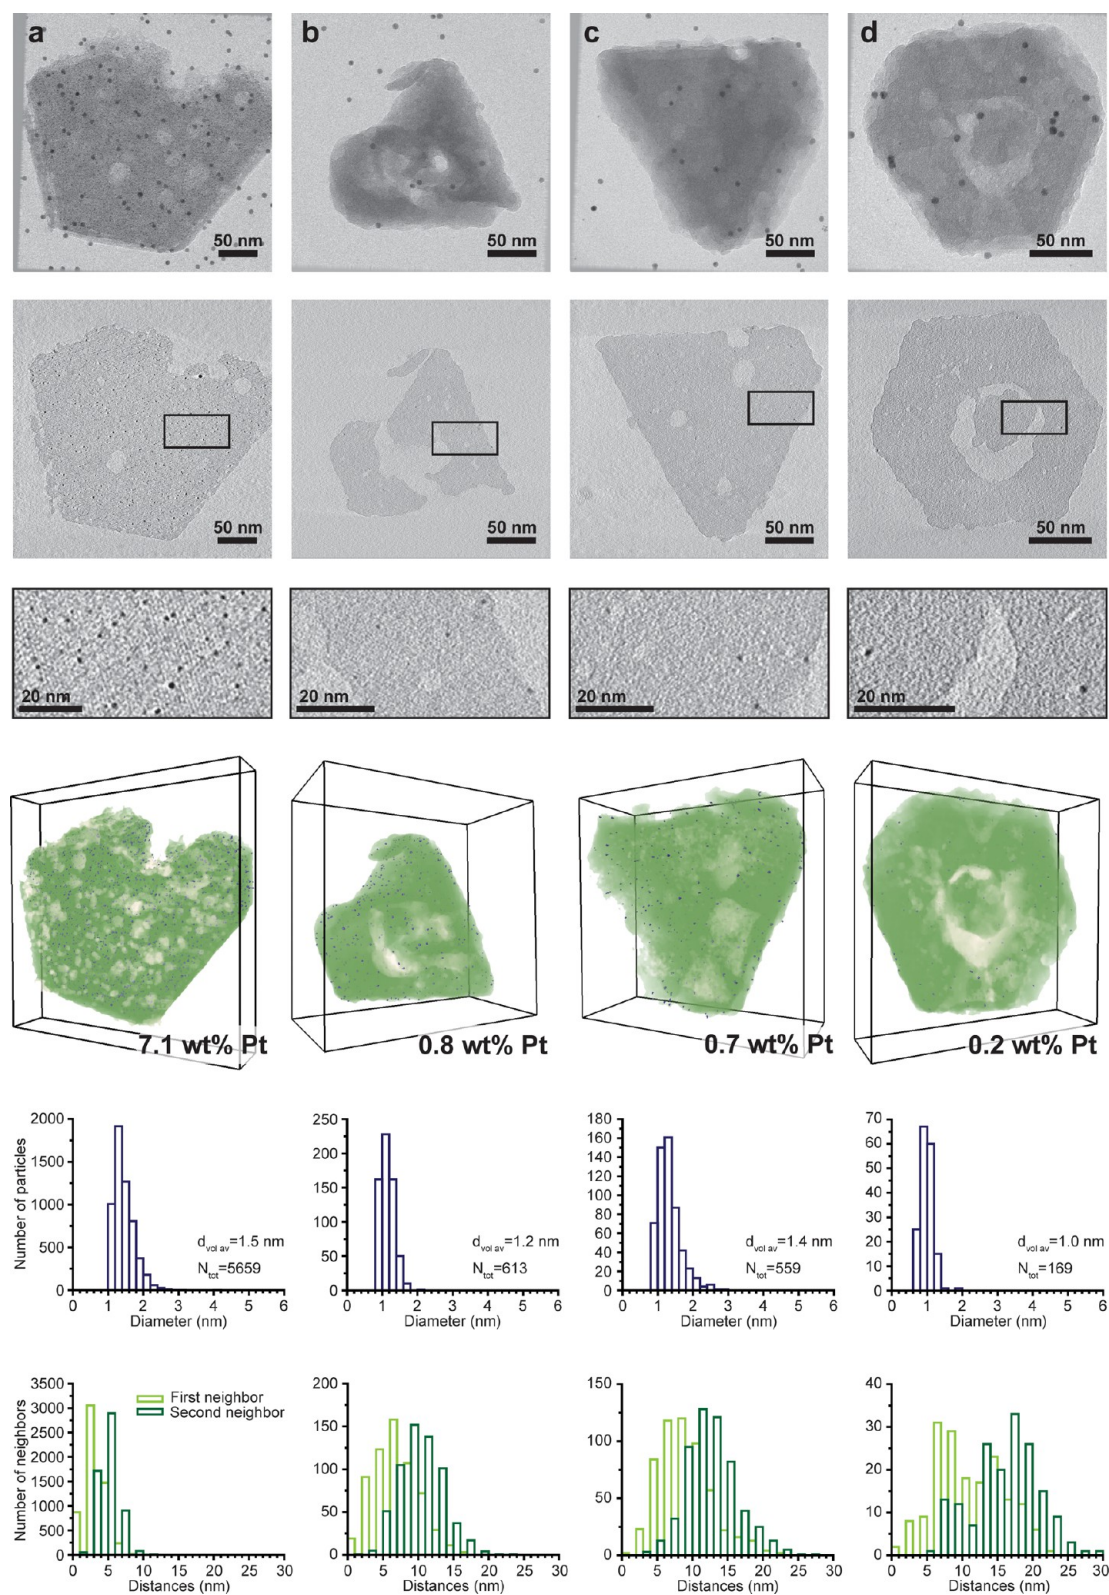 a b c d
50 nm 50 nm 50 nm 50 nm
50 nm 50 nm 50 nm 50 nm
20 nm 20 nm 20 nm 20 nm
7.1 wt% Pt 0.8 wt% Pt 0.7 wt% Pt 0.2 wt% Pt
Number of particles
2000
1500
1000
500
0
0 1 2 3 4 5 6
Diameter (nm)
dvol av=1.5 nm
Ntot=5659
250
200
150
100
50
0
0 1 2 3 4 5 6
Diameter (nm)
dvol av=1.2 nm
Ntot=613
180
160
140
120
100
80
60
40
20
0
0 1 2 3 4 5 6
Diameter (nm)
dvol av=1.4 nm
Ntot=559
70
60
50
40
30
20
10
0
0 1 2 3 4 5 6
Diameter (nm)
dvol av=1.0 nm
Ntot=169
Number of neighbors
3500
3000
2500
2000
1500
1000
500
0
0 5 10 15 20 25 30
Distances (nm)
First neighbor
Second neighbor
200
150
100
50
0
0 5 10 15 20 25 30
Distances (nm)
150
100
50
0
0 5 10 15 20 25 30
Distances (nm)
40
30
20
10
0
0 5 10 15 20 25 30
Distances (nm)